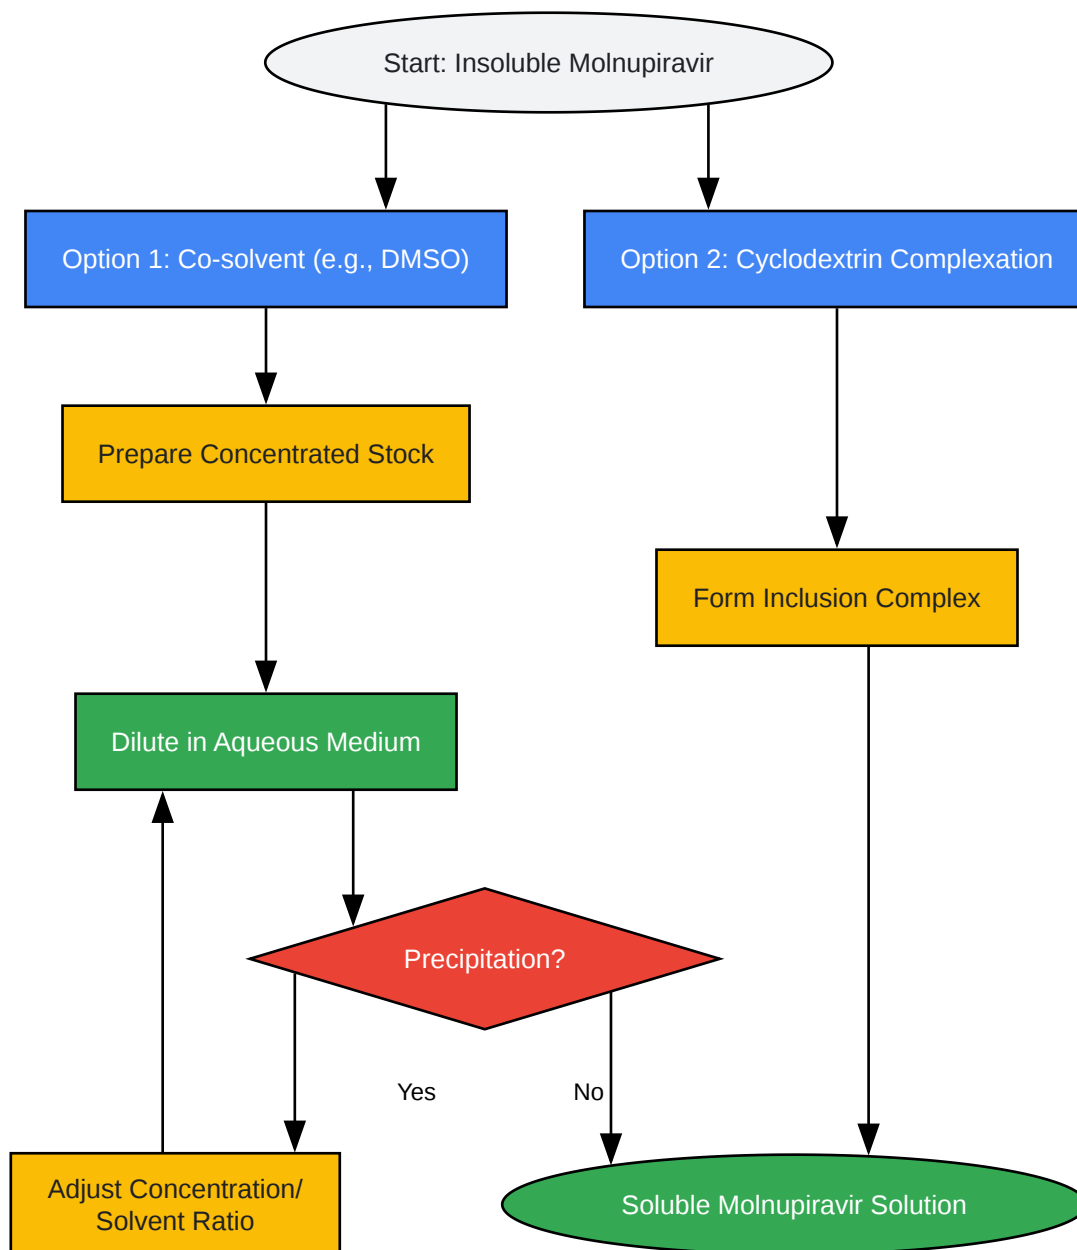 Start: Insoluble Molnupiravir
Option 1: Co-solvent (e.g., DMSO)
Option 2: Cyclodextrin Complexation
Prepare Concentrated Stock
Form Inclusion Complex
Dilute in Aqueous Medium
Precipitation?
Yes
No
Adjust Concentration/
Solvent Ratio
Soluble Molnupiravir Solution